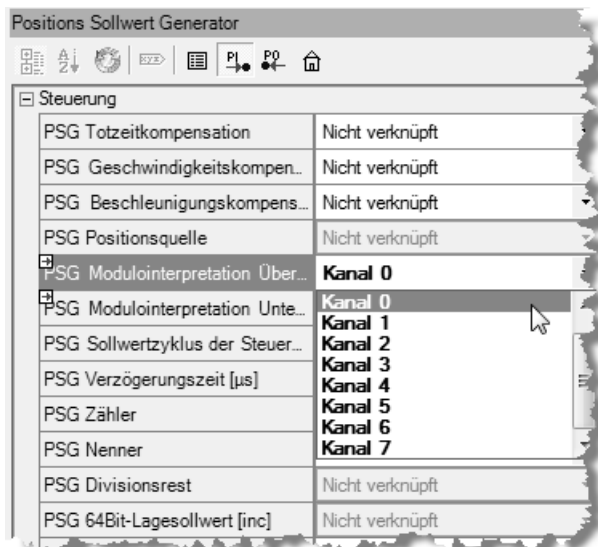 Positions Sollwert Generator
Steuerung
PSG Totzeitkompensation Nicht verknüpft
PSG Geschwindigkeitskompen... Nicht verknüpft
PSG Beschleunigungskompens... Nicht verknüpft
PSG Positionsquelle Nicht verknüpft
PSG Modulointerpretation Über... Kanal 0
PSG Modulointerpretation Unte... Kanal 0
Kanal 1
PSG Sollwertzyklus der Steuer... Kanal 2
Kanal 3
PSG Verzögerungszeit [µs] Kanal 4
PSG Zähler Kanal 5
Kanal 6
PSG Nenner Kanal 7
PSG Divisionsrest Nicht verknüpft
PSG 64Bit-Lagesollwert [inc] Nicht verknüpft